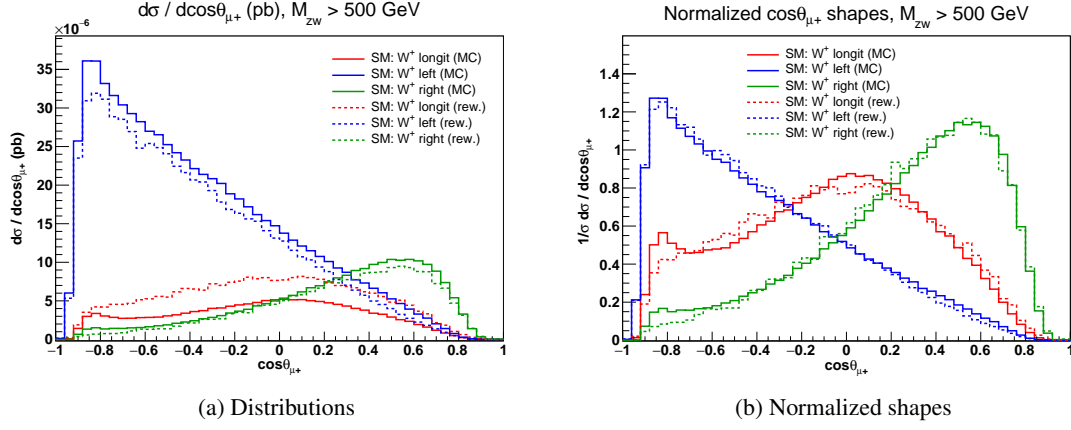 dσ / dcosθμ+ (pb), Mzw > 500 GeV
×10−6
dσ / dcosθμ+ (pb)
35
30
25
20
15
10
5
0
SM: W+ longit (MC)
SM: W+ left (MC)
SM: W+ right (MC)
SM: W+ longit (rew.)
SM: W+ left (rew.)
SM: W+ right (rew.)
−1 −0.8 −0.6 −0.4 −0.2 0 0.2 0.4 0.6 0.8 1
cosθμ+
(a) Distributions
Normalized cosθμ+ shapes, Mzw > 500 GeV
1/σ dσ / dcosθμ+
1.4
1.2
1
0.8
0.6
0.4
0.2
0
SM: W+ longit (MC)
SM: W+ left (MC)
SM: W+ right (MC)
SM: W+ longit (rew.)
SM: W+ left (rew.)
SM: W+ right (rew.)
−1 −0.8 −0.6 −0.4 −0.2 0 0.2 0.4 0.6 0.8 1
cosθμ+
(b) Normalized shapes